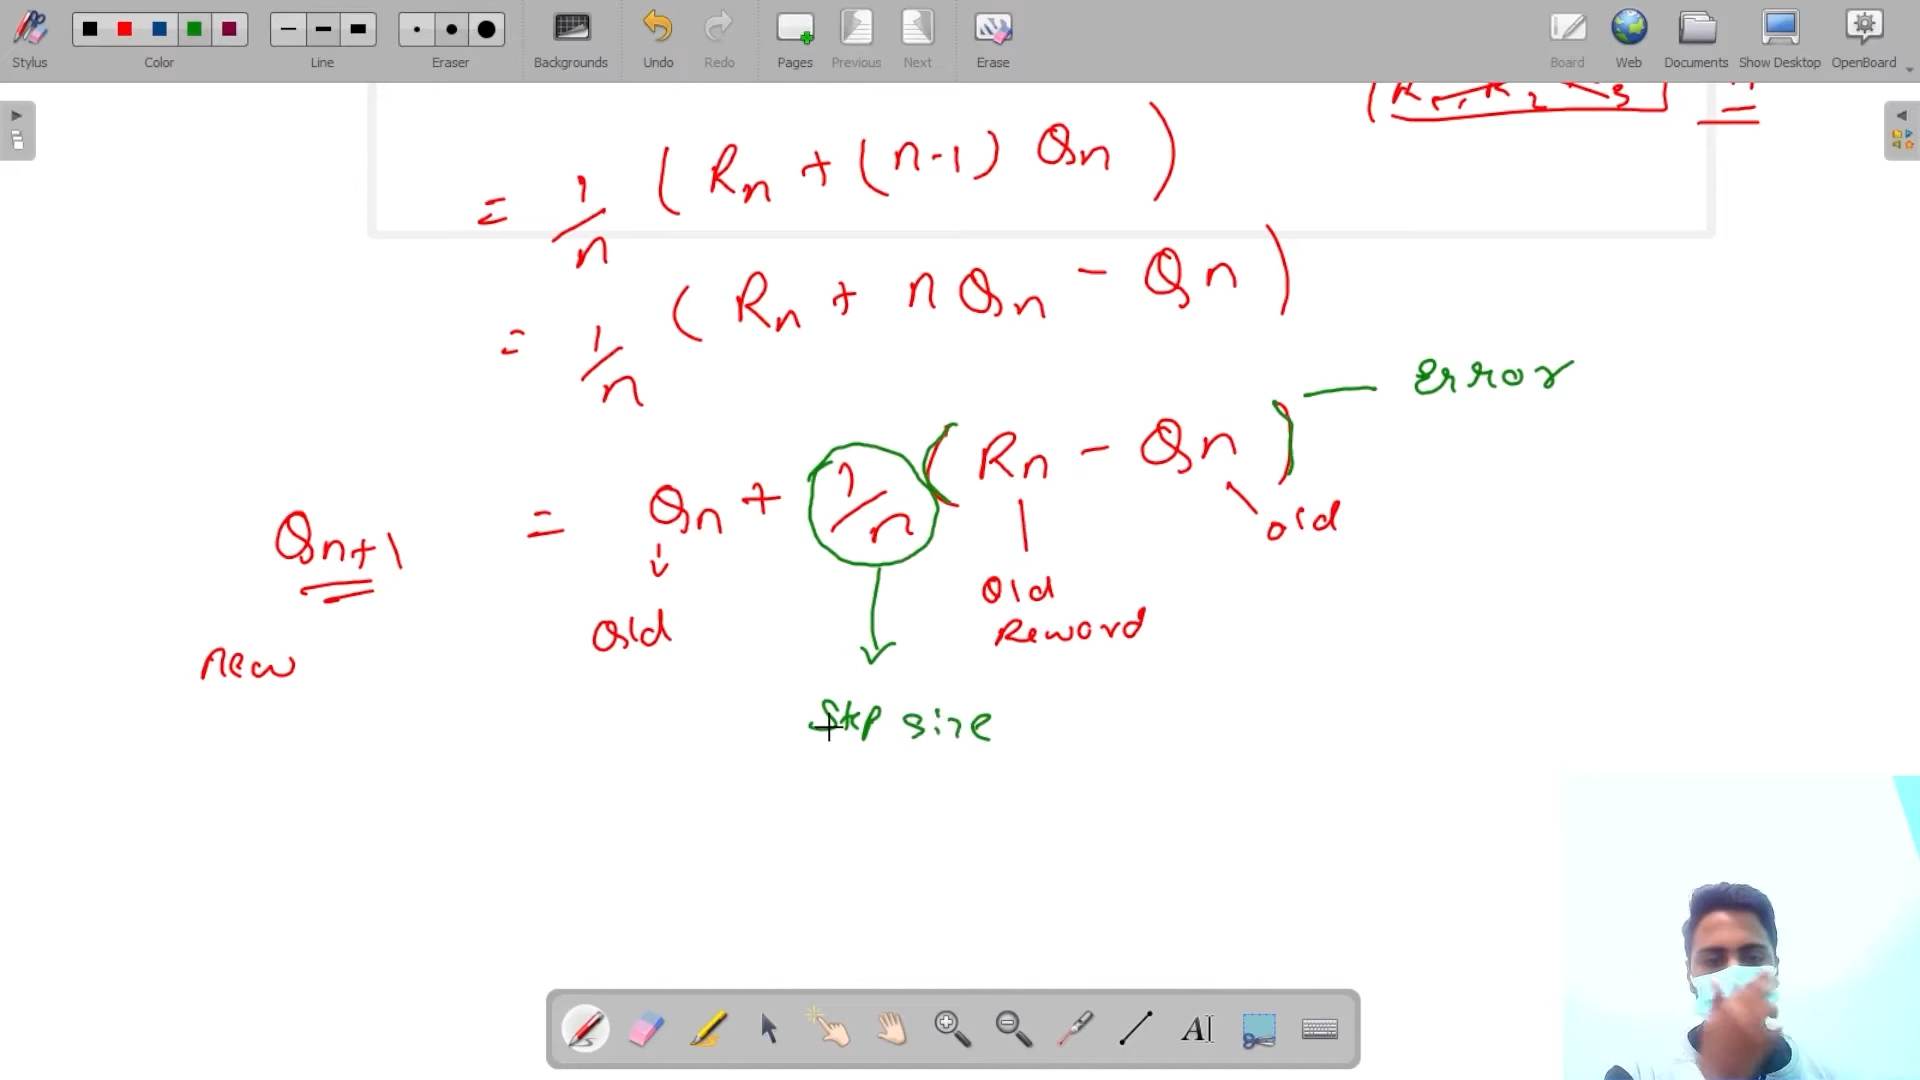 Stylus Color Line Eraser Backgrounds Undo Redo Pages Previous Next Erase Board Web Documents Show Desktop OpenBoard
= 1/n (Rn + (n-1) Qn)
= 1/n (Rn + n Qn - Qn)
Error
Qn+1 = Qn + 1/n (Rn - Qn)
old
Old Old
Reword
new
Step size